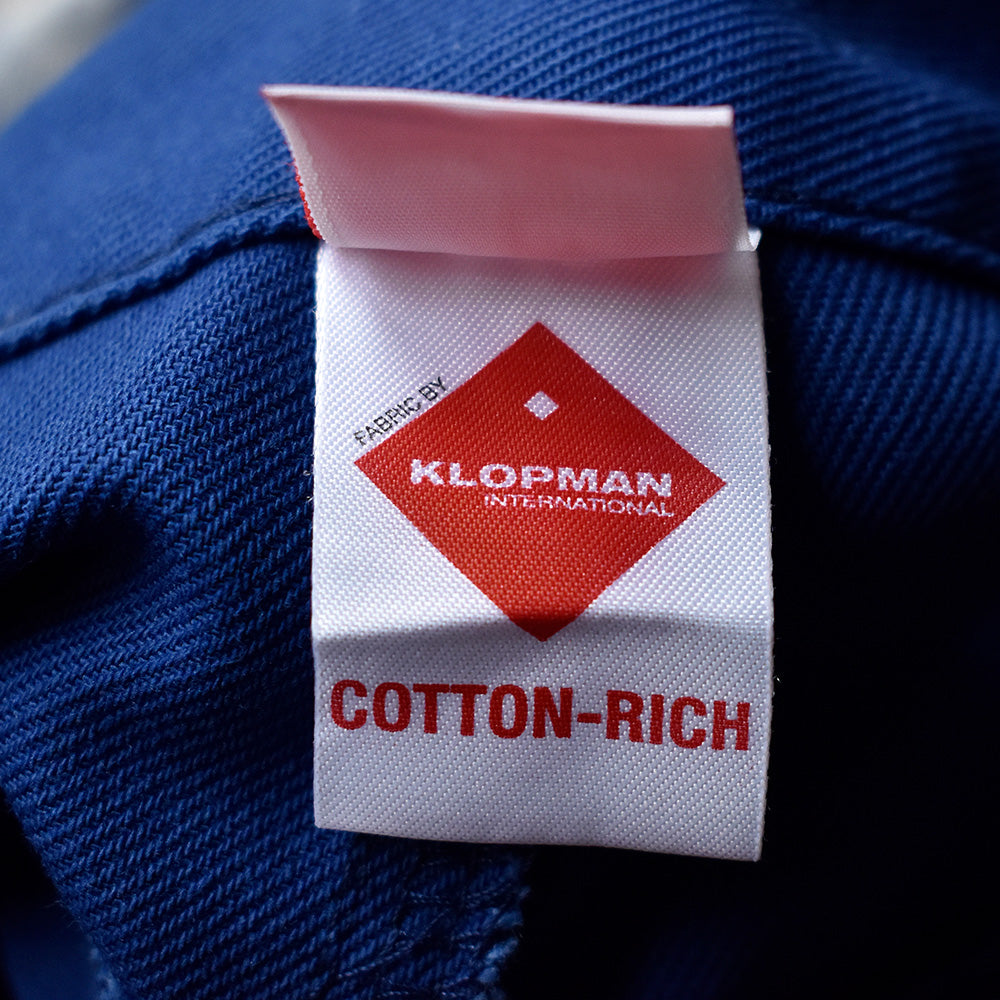 FABRIC BY
KLOPMAN
INTERNATIONAL
COTTON-RICH